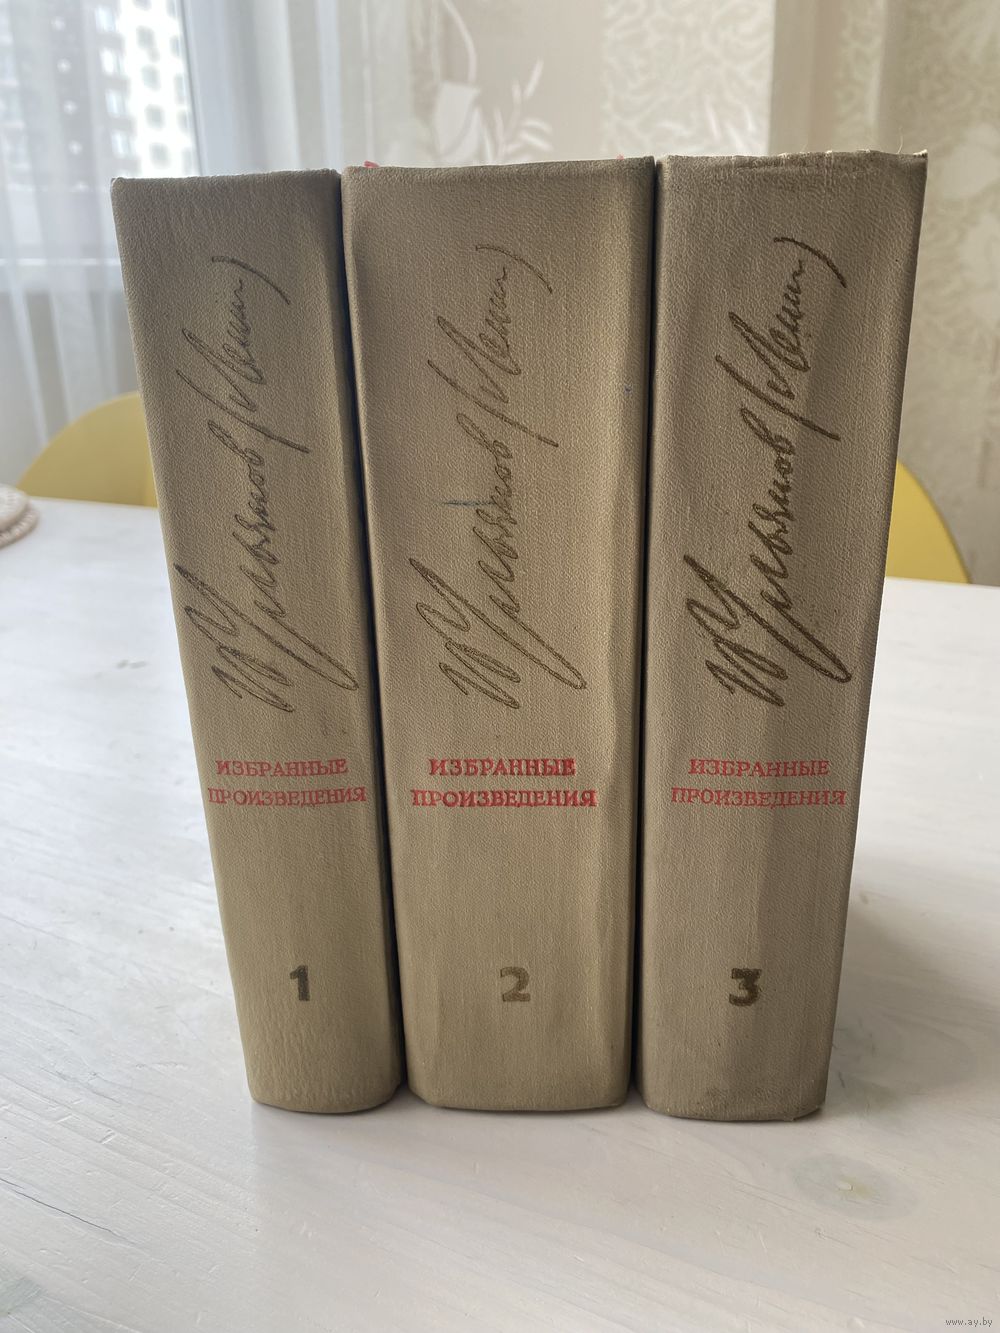 В. Ульянов (Ленин)
ИЗБРАННЫЕ
ПРОИЗВЕДЕНИЯ
1
В. Ульянов (Ленин)
ИЗБРАННЫЕ
ПРОИЗВЕДЕНИЯ
2
В. Ульянов (Ленин)
ИЗБРАННЫЕ
ПРОИЗВЕДЕНИЯ
3
www.ay.by